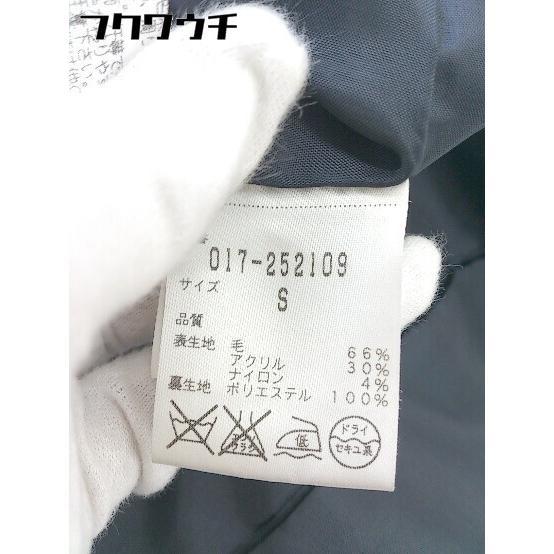 フクワウチ
017-252109
サイズ
S
品質
表生地 毛 66%
アクリル 30%
ナイロン 4%
裏生地 ポリエステル 100%
低
ドライ
セキユ系